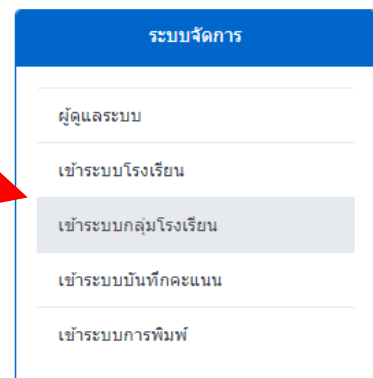 ระบบจัดการ
ผู้ดูแลระบบ
เข้าระบบโรงเรียน
เข้าระบบกลุ่มโรงเรียน
เข้าระบบบันทึกคะแนน
เข้าระบบการพิมพ์